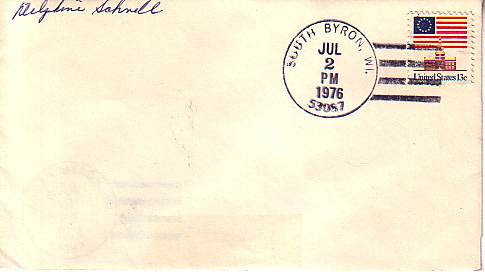 Delphine Schnell
SOUTH BYRON, WI.
JUL
2
PM
1976
53067
United States 13c